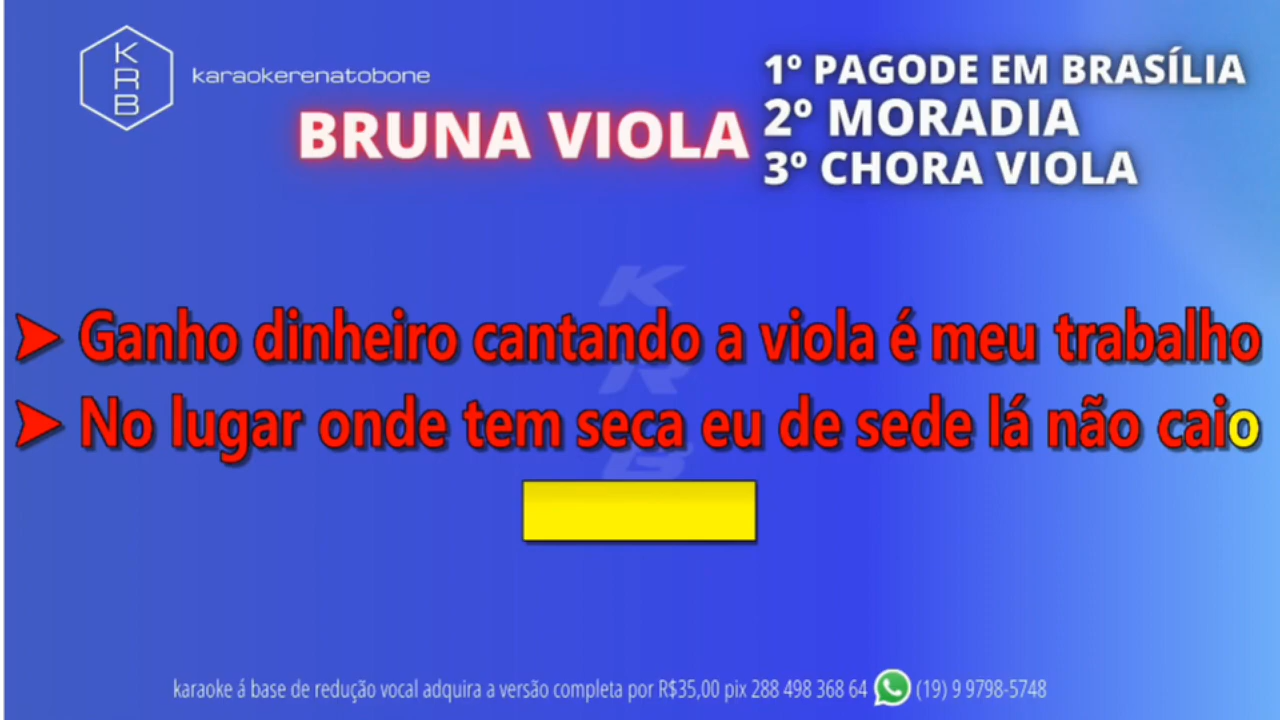 KRB
karaokerenatobone
BRUNA VIOLA
1º PAGODE EM BRASÍLIA
2º MORADIA
3º CHORA VIOLA
➤ Ganho dinheiro cantando a viola é meu trabalho
➤ No lugar onde tem seca eu de sede lá não caio
KRB
karaoke á base de redução vocal adquira a versão completa por R$35,00 pix 288 498 368 64 (19) 9 9798-5748